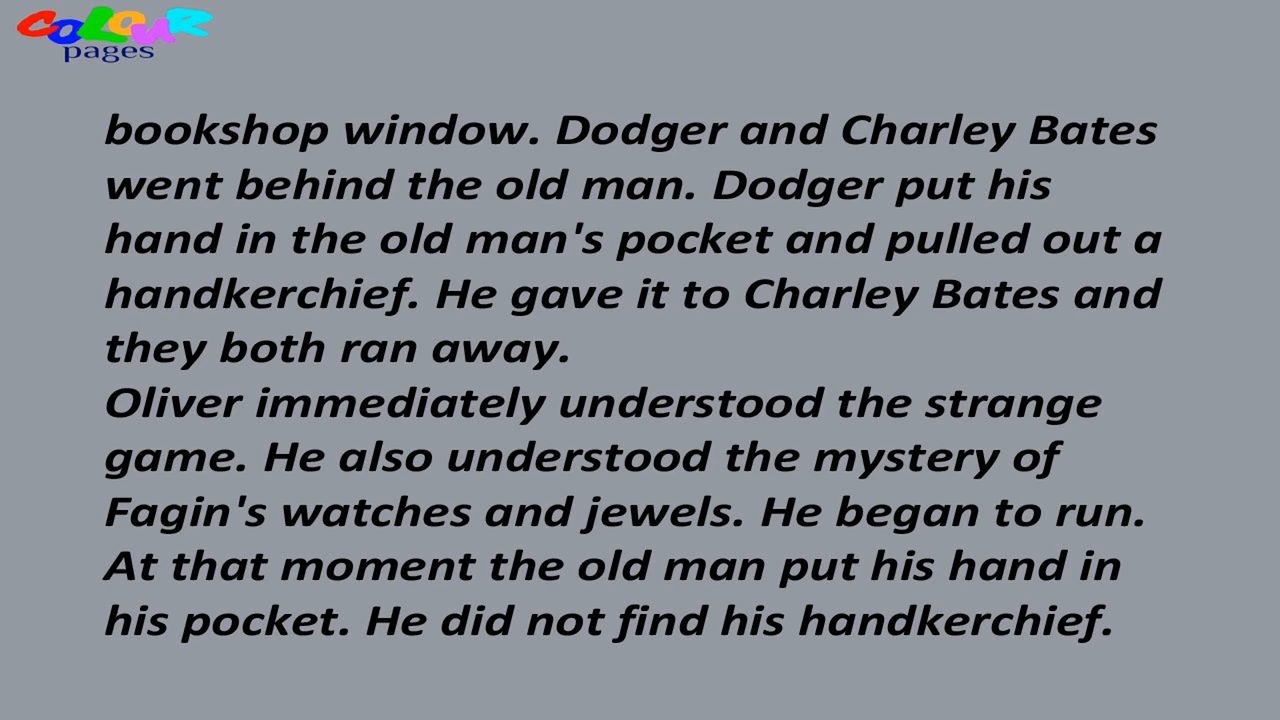 COLOUR
pages
bookshop window. Dodger and Charley Bates
went behind the old man. Dodger put his
hand in the old man's pocket and pulled out a
handkerchief. He gave it to Charley Bates and
they both ran away.
Oliver immediately understood the strange
game. He also understood the mystery of
Fagin's watches and jewels. He began to run.
At that moment the old man put his hand in
his pocket. He did not find his handkerchief.